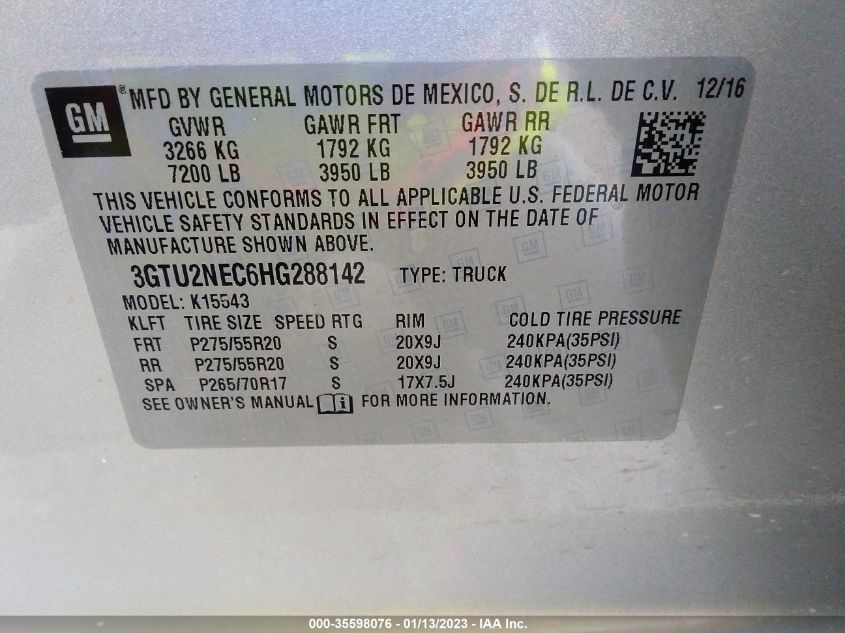 GM ® MFD BY GENERAL MOTORS DE MEXICO, S. DE R.L. DE C.V. 12/16
GVWR GAWR FRT GAWR RR
3266 KG 1792 KG 1792 KG
7200 LB 3950 LB 3950 LB
THIS VEHICLE CONFORMS TO ALL APPLICABLE U.S. FEDERAL MOTOR
VEHICLE SAFETY STANDARDS IN EFFECT ON THE DATE OF
MANUFACTURE SHOWN ABOVE.
3GTU2NEC6HG288142 TYPE: TRUCK
MODEL: K15543
KLFT TIRE SIZE SPEED RTG RIM COLD TIRE PRESSURE
FRT P275/55R20 S 20X9J 240KPA(35PSI)
RR P275/55R20 S 20X9J 240KPA(35PSI)
SPA P265/70R17 S 17X7.5J 240KPA(35PSI)
SEE OWNER'S MANUAL i FOR MORE INFORMATION.
000-35598076 - 01/13/2023 - IAA Inc.